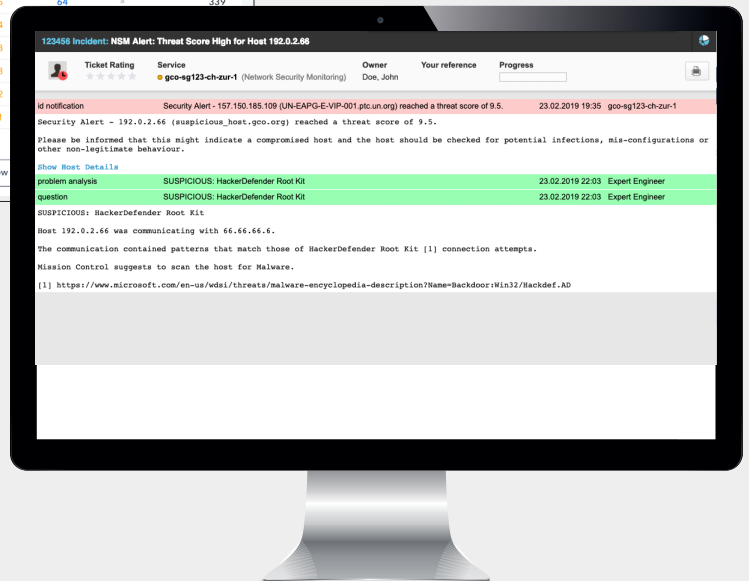 64
339
123456 Incident: NSM Alert: Threat Score High for Host 192.0.2.66
Ticket Rating Service Owner Your reference Progress
gco-sg123-ch-zur-1 (Network Security Monitoring) Doe, John
id notification Security Alert - 157.150.185.109 (UN-EAPG-E-VIP-001.ptc.un.org) reached a threat score of 9.5. 23.02.2019 19:35 gco-sg123-ch-zur-1
Security Alert - 192.0.2.66 (suspicious_host.gco.org) reached a threat score of 9.5.
Please be informed that this might indicate a compromised host and the host should be checked for potential infections, mis-configurations or
other non-legitimate behaviour.
Show Host Details
problem analysis SUSPICIOUS: HackerDefender Root Kit 23.02.2019 22:03 Expert Engineer
question SUSPICIOUS: HackerDefender Root Kit 23.02.2019 22:03 Expert Engineer
SUSPICIOUS: HackerDefender Root Kit
Host 192.0.2.66 was communicating with 66.66.66.6.
The communication contained patterns that match those of HackerDefender Root Kit [1] connection attempts.
Mission Control suggests to scan the host for Malware.
[1] https://www.microsoft.com/en-us/wdsi/threats/malware-encyclopedia-description?Name=Backdoor:Win32/Hackdef.AD